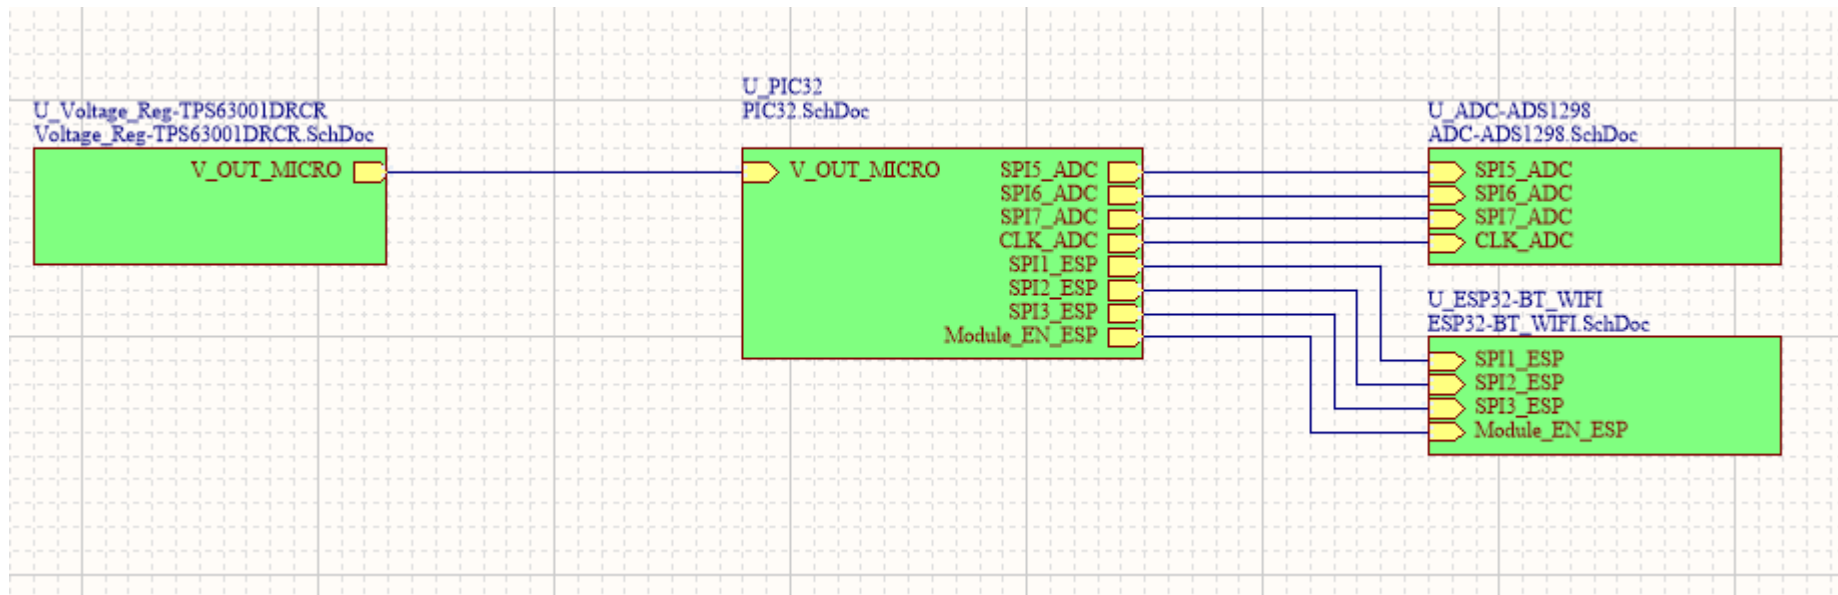 U_Voltage_Reg-TPS63001DRCR
Voltage_Reg-TPS63001DRCR.SchDoc
V_OUT_MICRO
U_PIC32
PIC32.SchDoc
V_OUT_MICRO
SPI5_ADC
SPI6_ADC
SPI7_ADC
CLK_ADC
SPI1_ESP
SPI2_ESP
SPI3_ESP
Module_EN_ESP
U_ADC-ADS1298
ADC-ADS1298.SchDoc
SPI5_ADC
SPI6_ADC
SPI7_ADC
CLK_ADC
U_ESP32-BT_WIFI
ESP32-BT_WIFI.SchDoc
SPI1_ESP
SPI2_ESP
SPI3_ESP
Module_EN_ESP